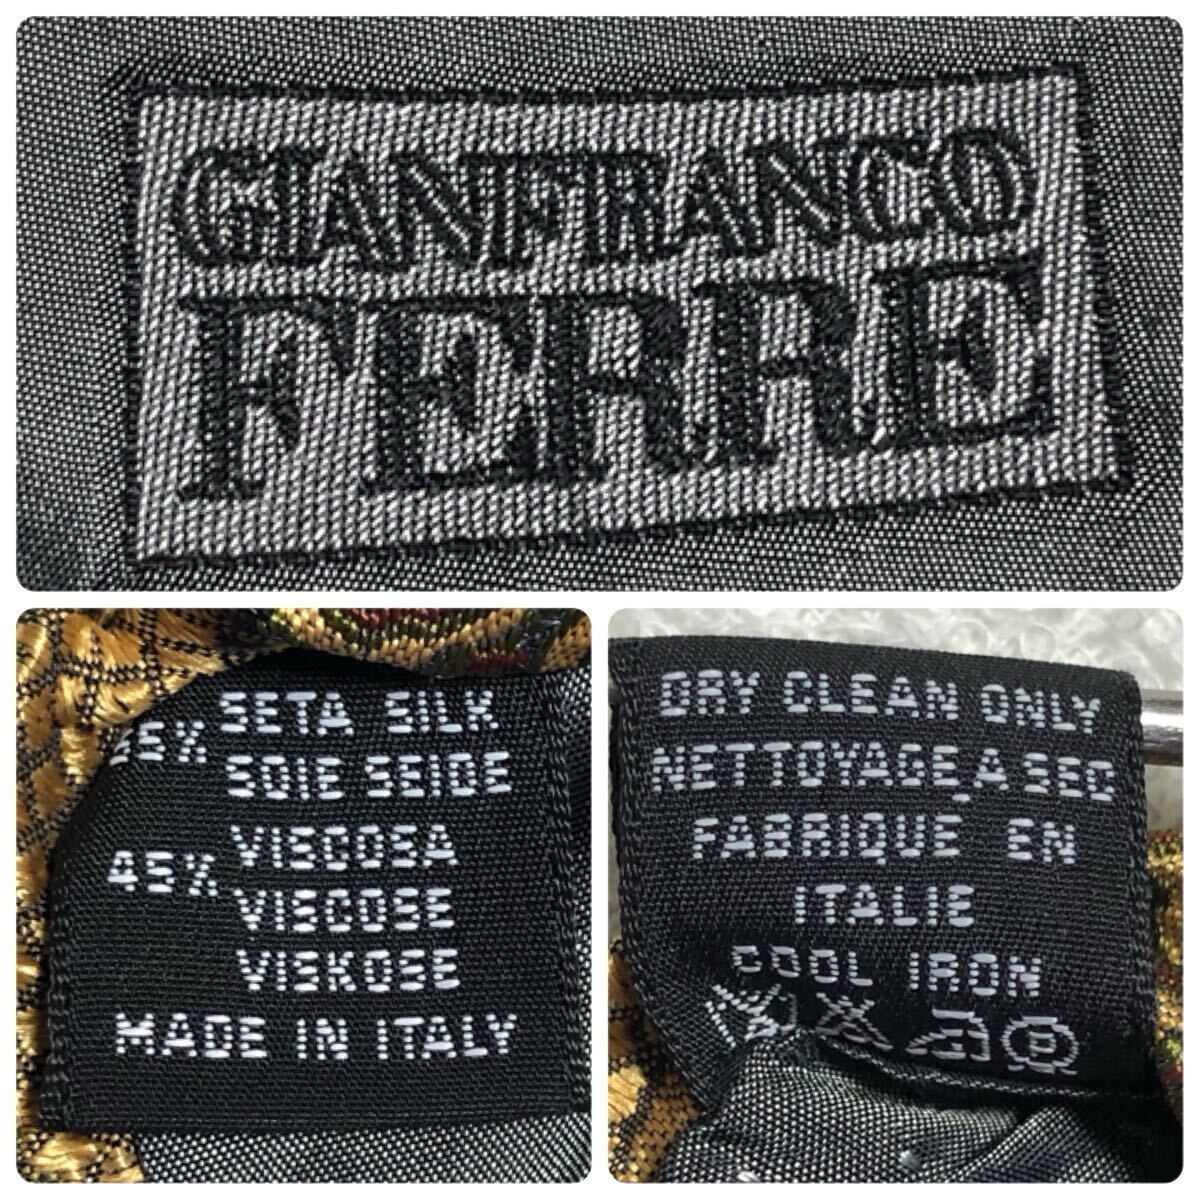 GIANFRANCO
FERRE
SETA SILK
SOIE SEIDE
VISCOSA
45% VISCOSE
VISKOSE
MADE IN ITALY
DRY CLEAN ONLY
NETTOYAGE A SEC
FABRIQUE EN
ITALIE
COOL IRON
P